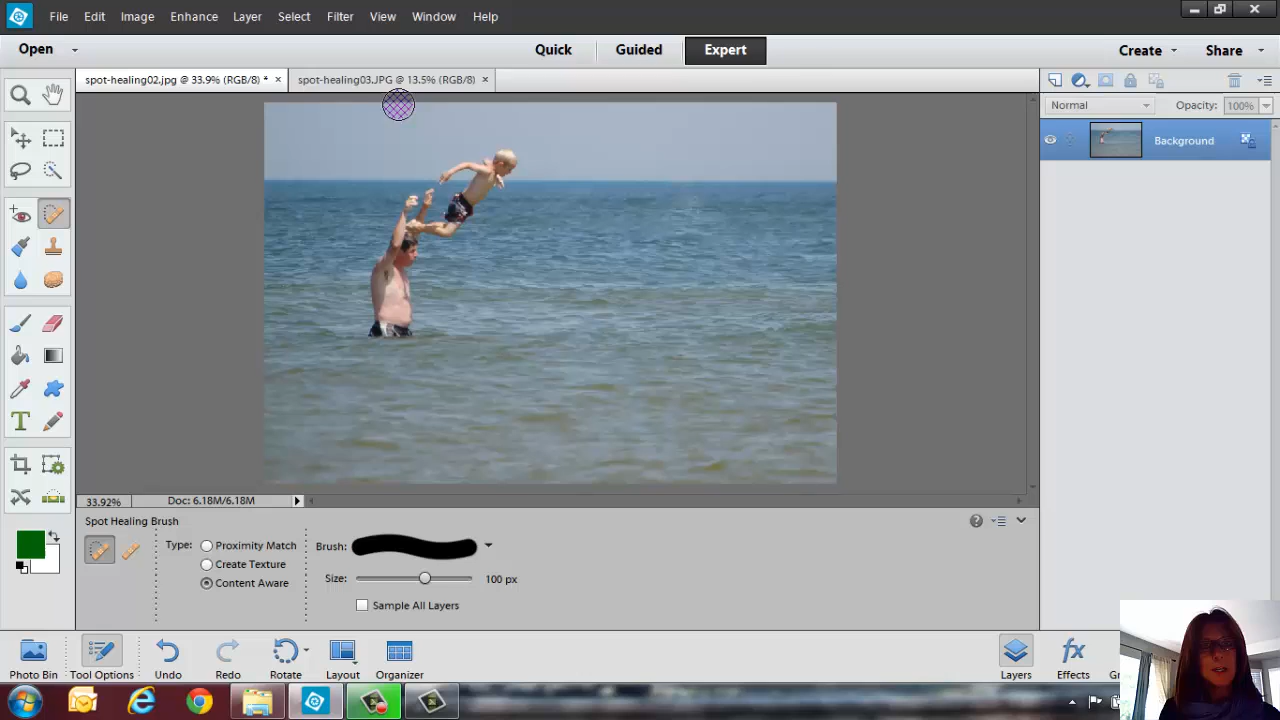 File Edit Image Enhance Layer Select Filter View Window Help
Open Quick Guided Expert Create Share
spot-healing02.jpg @ 33.9% (RGB/8) * × spot-healing03.JPG @ 13.5% (RGB/8) ×
Normal Opacity: 100%
Background
33.92% Doc: 6.18M/6.18M
Spot Healing Brush
Type: Proximity Match Brush:
Create Texture
Content Aware Size: 100 px
Sample All Layers
Photo Bin Tool Options Undo Redo Rotate Layout Organizer Layers Effects Gr